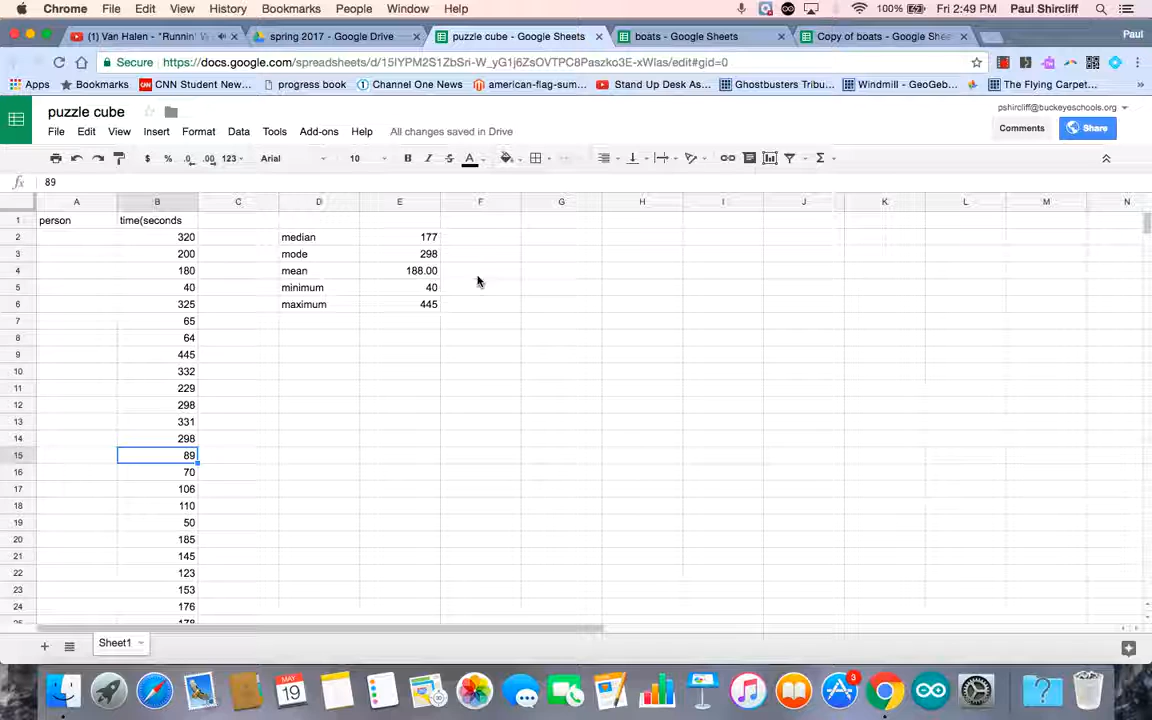 Chrome File Edit View History Bookmarks People Window Help 100% Fri 2:49 PM Paul Shircliff
(1) Van Halen - "Runnin' spring 2017 - Google Drive puzzle cube - Google Sheets boats - Google Sheets Copy of boats - Google Shee Paul
Secure https://docs.google.com/spreadsheets/d/ edit#gid=0
Apps Bookmarks CNN Student New... progress book Channel One News american-flag-sum... Stand Up Desk As... Ghostbusters Tribu... Windmill - GeoGeb... The Flying Carpet... »
puzzle cube pshircliff@buckeyeschools.org
File Edit View Insert Format Data Tools Add-ons Help All changes saved in Drive Comments Share
$ % .0 .00 123 Arial 10 B I S A Σ
fx 89
A B C D E F G H I J K L M N
1 person time(seconds
2 320 median 177
3 200 mode 298
4 180 mean 188.00
5 40 minimum 40
6 325 maximum 445
7 65
8 64
9 445
10 332
11 229
12 298
13 331
14 298
15 89
16 70
17 106
18 110
19 50
20 185
21 145
22 123
23 153
24 176
25 178
+ Sheet1
MAY
19
3